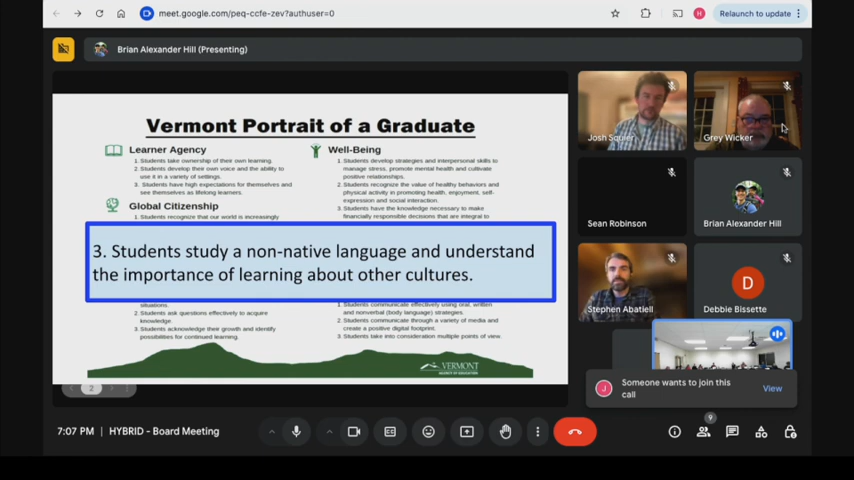 meet.google.com/peq-ccfe-zev?authuser=0
H
Relaunch to update
Brian Alexander Hill (Presenting)
Vermont Portrait of a Graduate
Learner Agency
1. Students take ownership of their own learning.
2. Students develop their own voice and the ability to
use it in a variety of settings.
3. Students have high expectations for themselves and
see themselves as lifelong learners.
Global Citizenship
1. Students recognize that our world is increasingly
Well-Being
1. Students develop strategies and interpersonal skills to
manage stress, promote mental health and cultivate
positive relationships.
2. Students recognize the value of healthy behaviors and
physical activity in promoting health, enjoyment, self-
expression and social interaction.
3. Students have the knowledge necessary to make
financially responsible decisions that are integral to
3. Students study a non-native language and understand
the importance of learning about other cultures.
situations.
2. Students ask questions effectively to acquire
knowledge.
3. Students acknowledge their growth and identify
possibilities for continued learning.
1. Students communicate effectively using oral, written
and nonverbal (body language) strategies.
2. Students communicate through a variety of media and
create a positive digital footprint.
3. Students take into consideration multiple points of view.
VERMONT
AGENCY OF EDUCATION
2
Josh Squier
Grey Wicker
Sean Robinson
Brian Alexander Hill
Stephen Abatiell
D
Debbie Bissette
J
Someone wants to join this
call
View
7:07 PM
HYBRID - Board Meeting
9